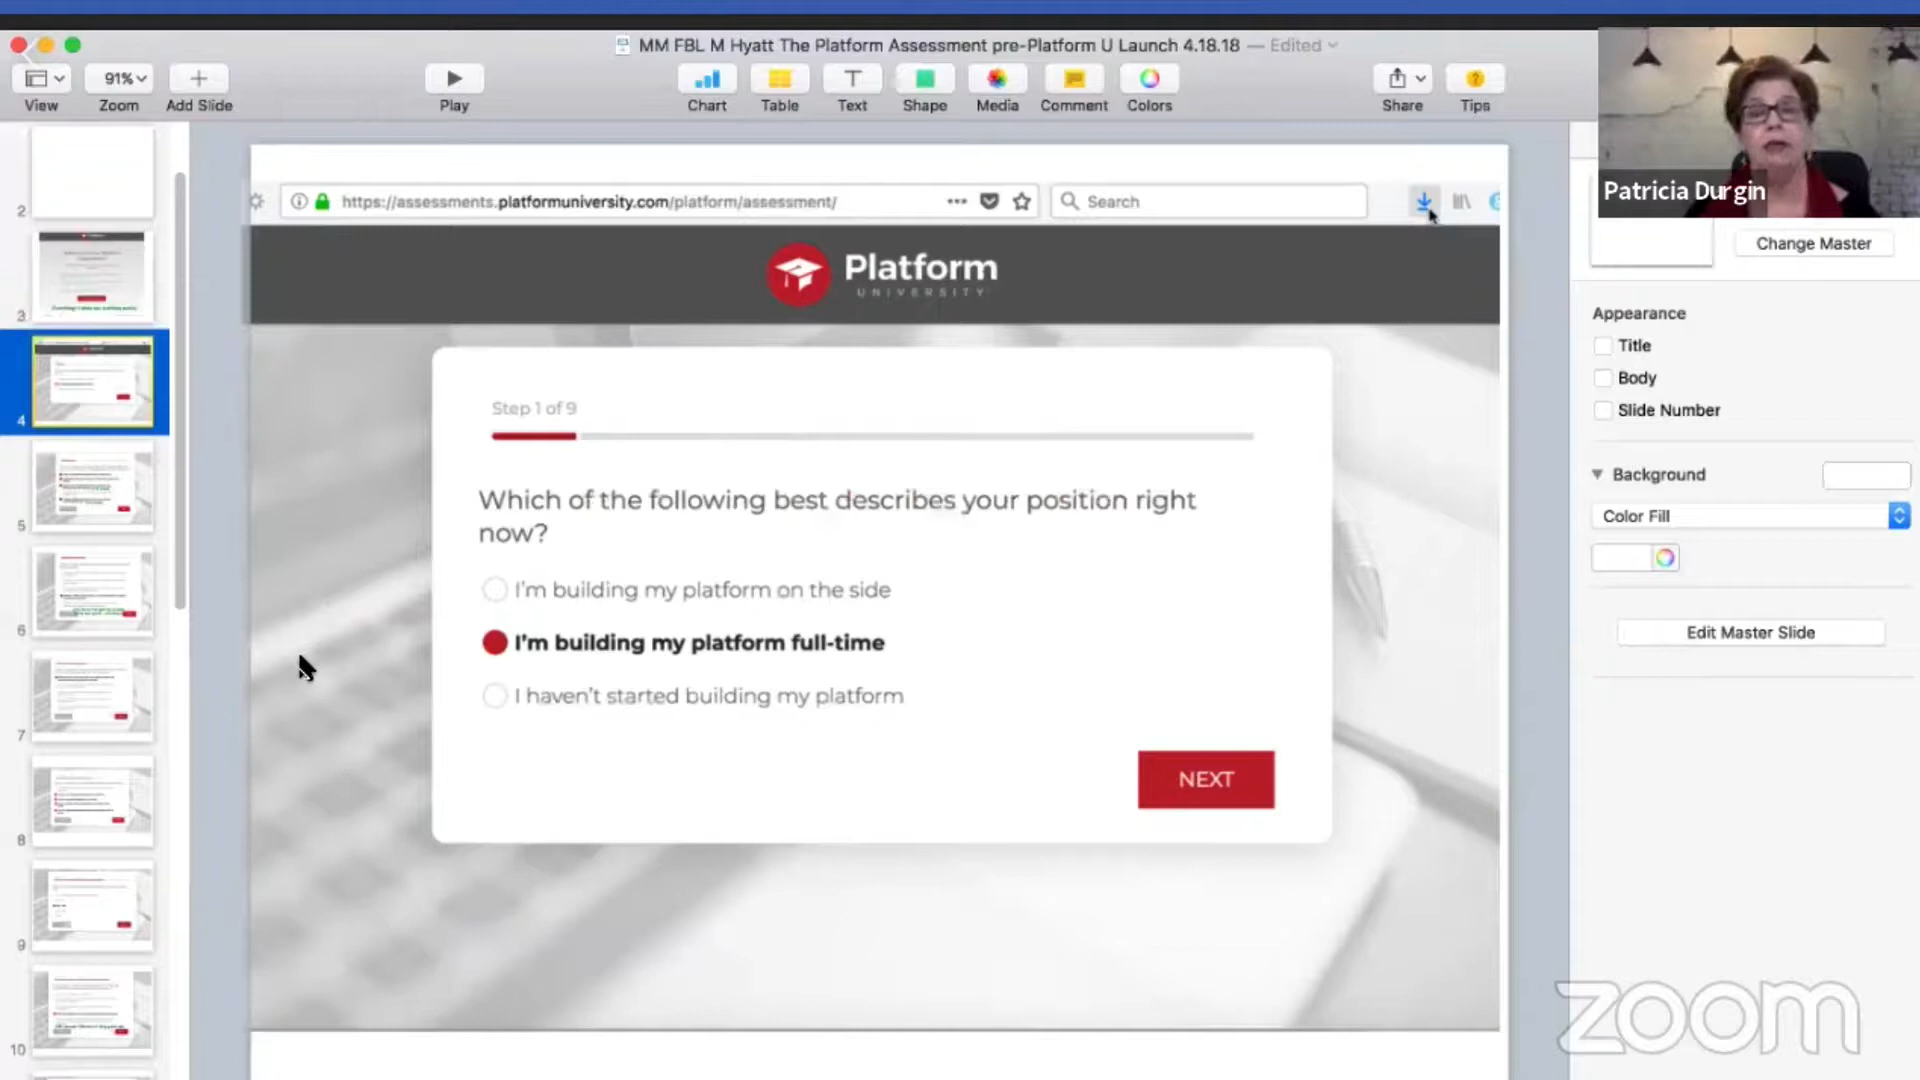 MM FBL M Hyatt The Platform Assessment pre-Platform U Launch 4.18.18 — Edited
91%
View
Zoom
Add Slide
Play
Chart
Table
Text
Shape
Media
Comment
Colors
Share
Tips
Patricia Durgin
https://assessments.platformuniversity.com/platform/assessment/
Search
Platform
UNIVERSITY
Step 1 of 9
Which of the following best describes your position right
now?
I'm building my platform on the side
I'm building my platform full-time
I haven't started building my platform
NEXT
Change Master
Appearance
Title
Body
Slide Number
Background
Color Fill
Edit Master Slide
2
3
4
5
6
7
8
9
10
zoom